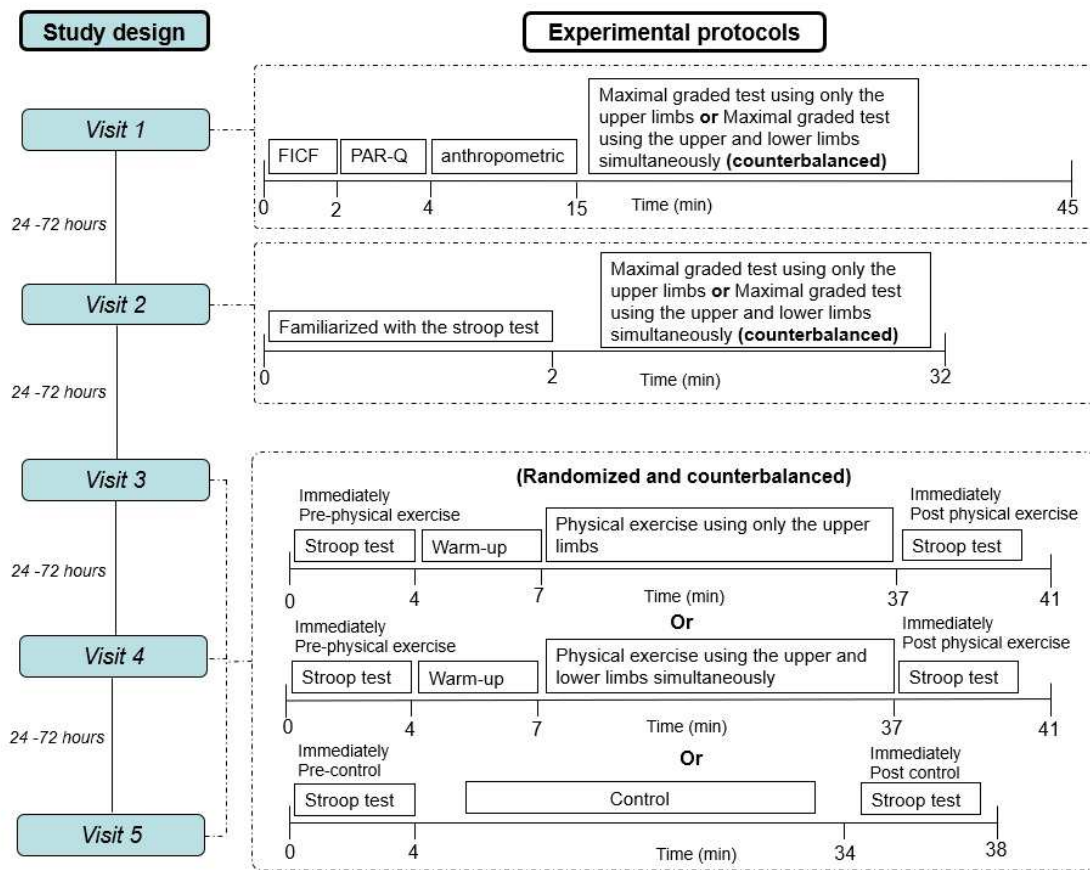 Study design
Experimental protocols
Visit 1
24 -72 hours
Visit 2
24 -72 hours
Visit 3
24 -72 hours
Visit 4
24 -72 hours
Visit 5
FICF
PAR-Q
anthropometric
Maximal graded test using only the
upper limbs or Maximal graded test
using the upper and lower limbs
simultaneously (counterbalanced)
0 2 4 15 Time (min) 45
Familiarized with the stroop test
Maximal graded test using only the
upper limbs or Maximal graded test
using the upper and lower limbs
simultaneously (counterbalanced)
0 2 Time (min) 32
(Randomized and counterbalanced)
Immediately
Pre-physical exercise
Stroop test
Warm-up
Physical exercise using only the upper
limbs
Immediately
Post physical exercise
Stroop test
0 4 7 Time (min) 37 41
Or
Immediately
Pre-physical exercise
Stroop test
Warm-up
Physical exercise using the upper and
lower limbs simultaneously
Immediately
Post physical exercise
Stroop test
0 4 7 Time (min) 37 41
Or
Immediately
Pre-control
Stroop test
Control
Immediately
Post control
Stroop test
0 4 Time (min) 34 38